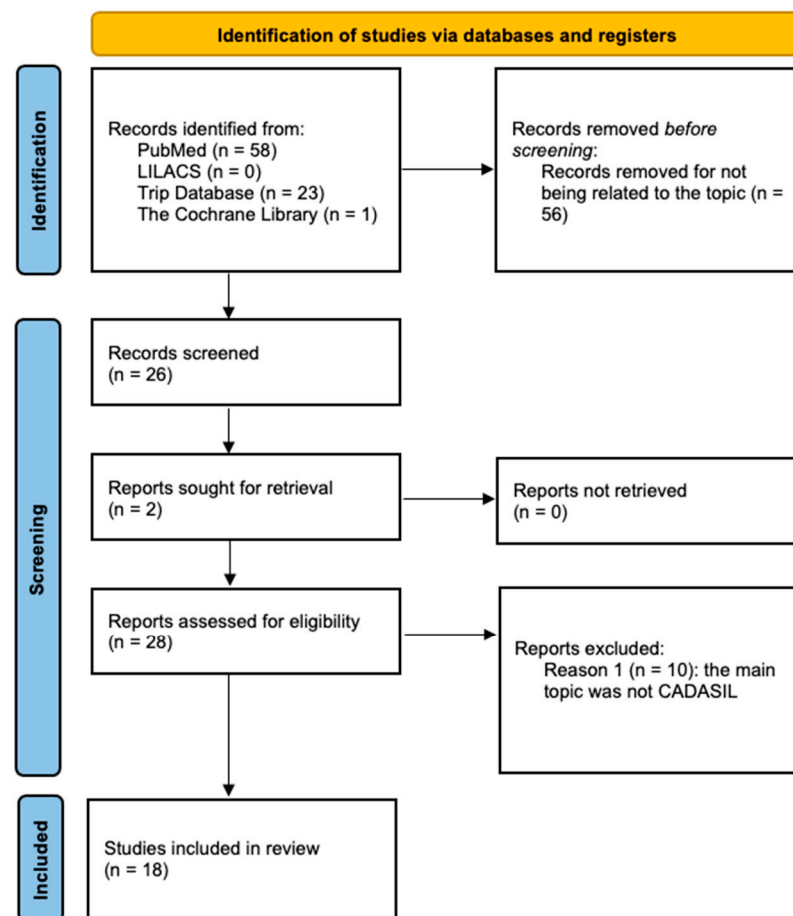 Identification of studies via databases and registers
Identification
Records identified from:
PubMed (n = 58)
LILACS (n = 0)
Trip Database (n = 23)
The Cochrane Library (n = 1)
Records removed before
screening:
Records removed for not
being related to the topic (n =
56)
Screening
Records screened
(n = 26)
Reports sought for retrieval
(n = 2)
Reports not retrieved
(n = 0)
Reports assessed for eligibility
(n = 28)
Reports excluded:
Reason 1 (n = 10): the main
topic was not CADASIL
Included
Studies included in review
(n = 18)